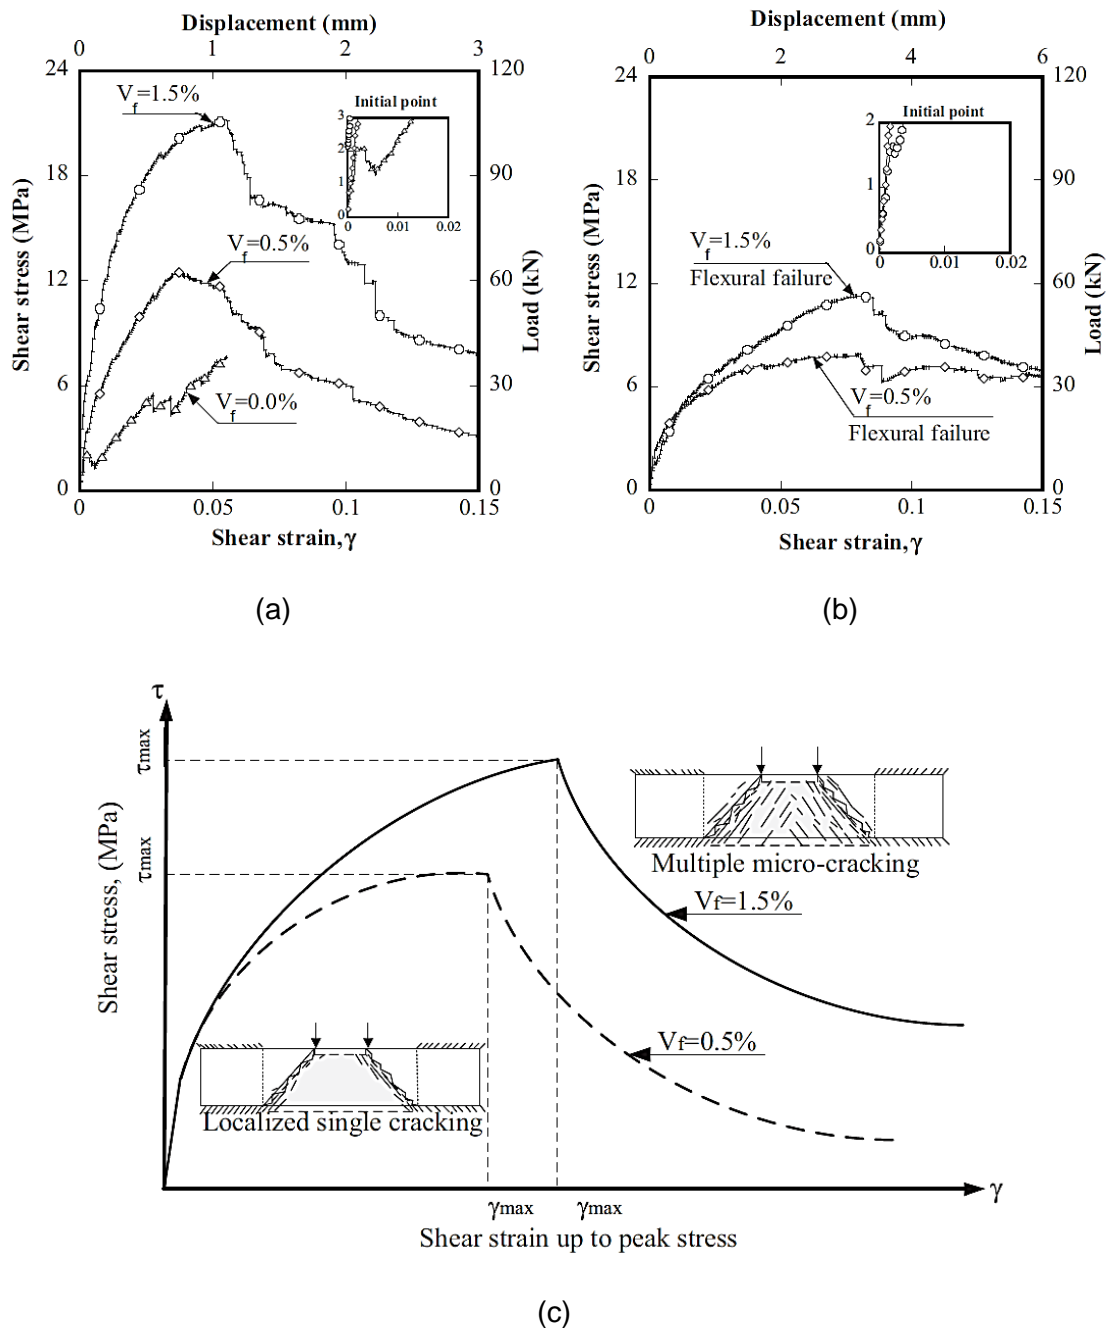 (a)
Displacement (mm)
0 1 2 3
24
18
12
6
0
Shear stress (MPa)
120
90
60
30
0
Load (kN)
Vf=1.5%
Vf=0.5%
Vf=0.0%
Initial point
3
2
1
0
0 0.01 0.02
0 0.05 0.1 0.15
Shear strain,γ
(a)
(b)
Displacement (mm)
0 2 4 6
24
18
12
6
0
Shear stress (MPa)
120
90
60
30
0
Load (kN)
Initial point
2
1
0
0 0.01 0.02
Vf=1.5%
Flexural failure
Vf=0.5%
Flexural failure
0 0.05 0.1 0.15
Shear strain,γ
(b)
τ
τmax
τmax
Shear stress, (MPa)
Multiple micro-cracking
Vf=1.5%
Vf=0.5%
Localized single cracking
γ
γmax γmax
Shear strain up to peak stress
(c)